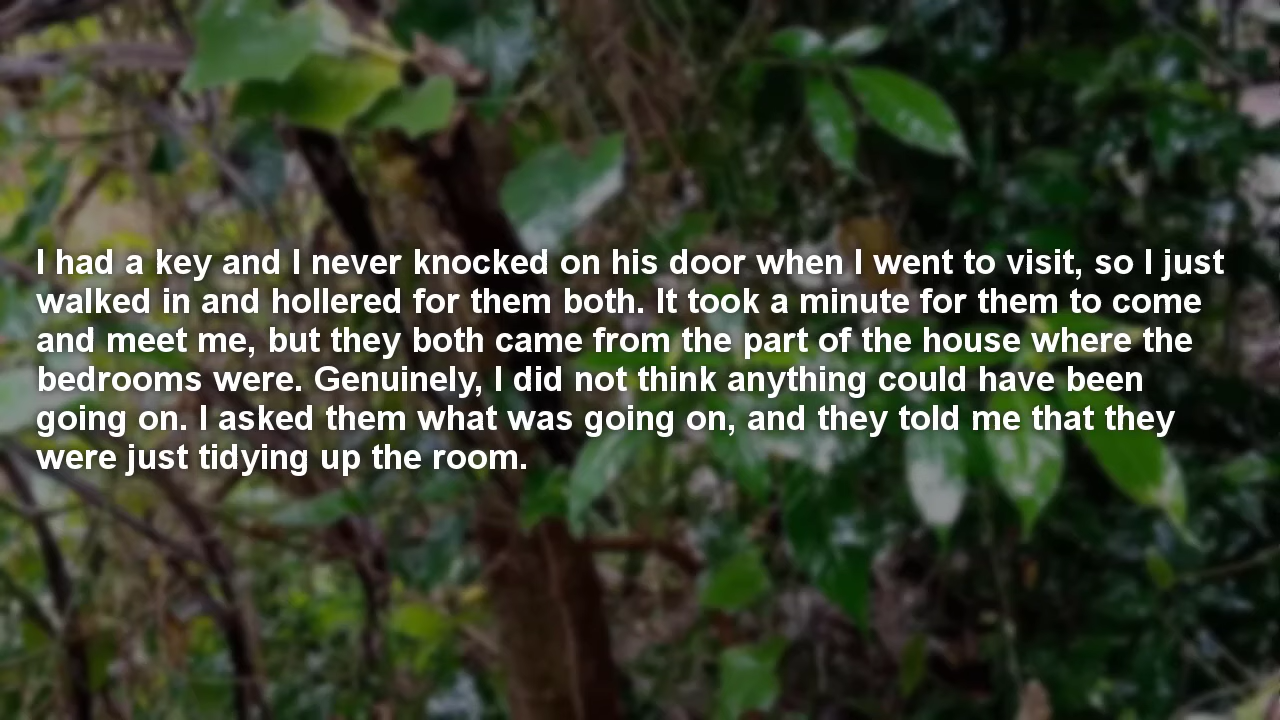 I had a key and I never knocked on his door when I went to visit, so I just
walked in and hollered for them both. It took a minute for them to come
and meet me, but they both came from the part of the house where the
bedrooms were. Genuinely, I did not think anything could have been
going on. I asked them what was going on, and they told me that they
were just tidying up the room.